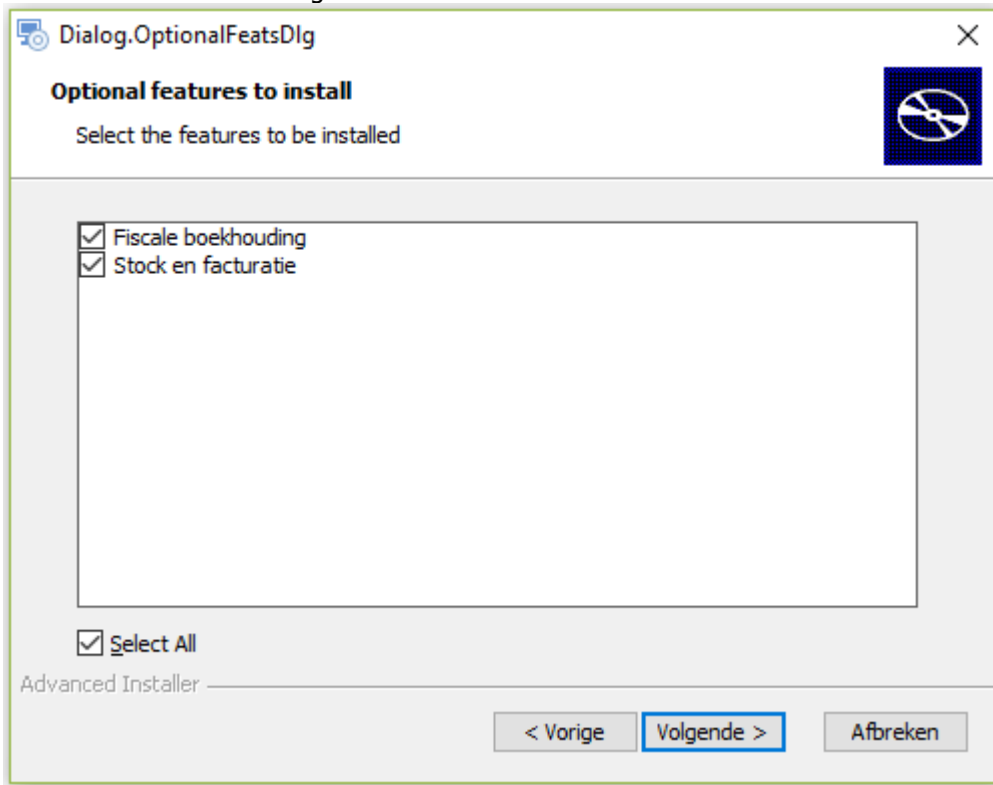 Dialog.OptionalFeatsDlg
Optional features to install
Select the features to be installed
Fiscale boekhouding
Stock en facturatie
Select All
Advanced Installer
< Vorige Volgende > Afbreken